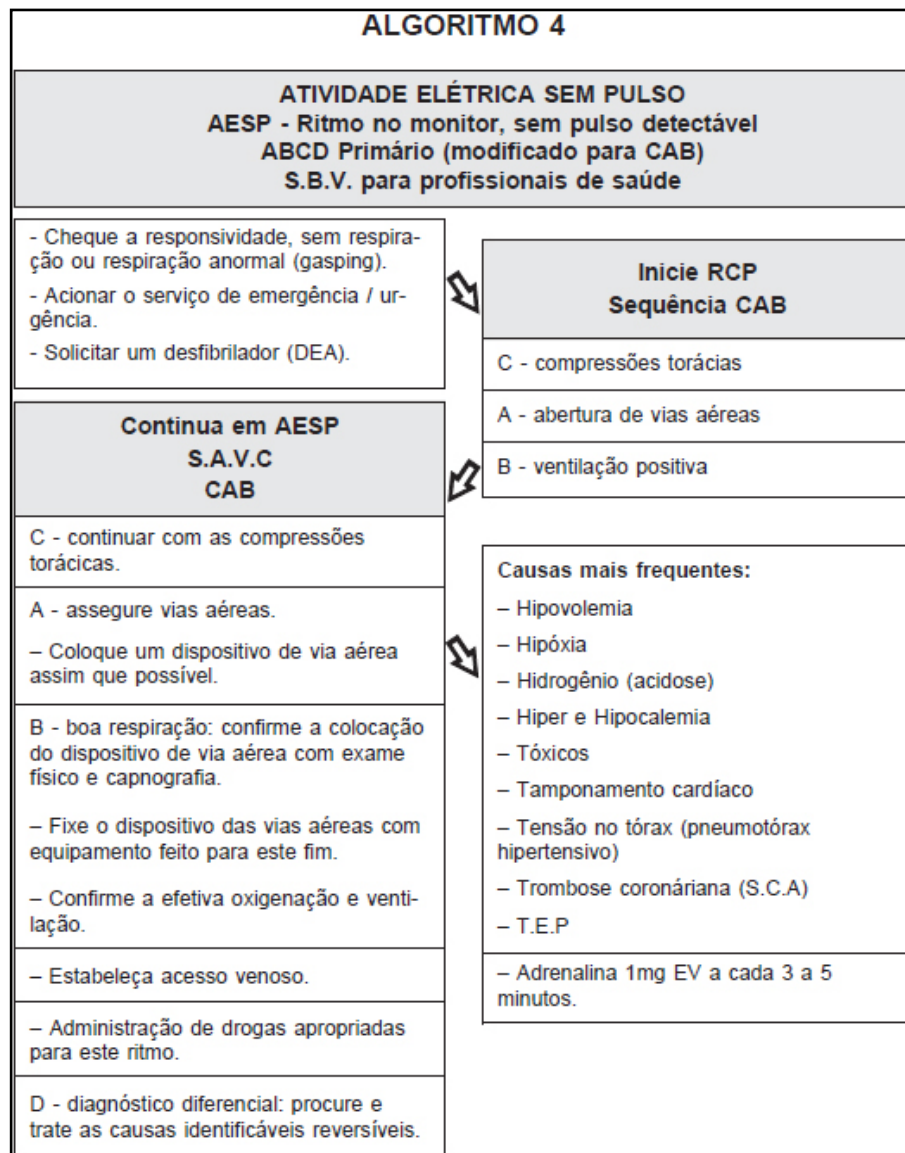 ALGORITMO 4
ATIVIDADE ELÉTRICA SEM PULSO
AESP - Ritmo no monitor, sem pulso detectável
ABCD Primário (modificado para CAB)
S.B.V. para profissionais de saúde
- Cheque a responsividade, sem respira-
ção ou respiração anormal (gasping).
- Acionar o serviço de emergência / ur-
gência.
- Solicitar um desfibrilador (DEA).
Inicie RCP
Sequência CAB
C - compressões torácias
A - abertura de vias aéreas
B - ventilação positiva
Continua em AESP
S.A.V.C
CAB
C - continuar com as compressões
torácicas.
A - assegure vias aéreas.
– Coloque um dispositivo de via aérea
assim que possível.
B - boa respiração: confirme a colocação
do dispositivo de via aérea com exame
físico e capnografia.
– Fixe o dispositivo das vias aéreas com
equipamento feito para este fim.
– Confirme a efetiva oxigenação e venti-
lação.
– Estabeleça acesso venoso.
– Administração de drogas apropriadas
para este ritmo.
D - diagnóstico diferencial: procure e
trate as causas identificáveis reversíveis.
Causas mais frequentes:
– Hipovolemia
– Hipóxia
– Hidrogênio (acidose)
– Hiper e Hipocalemia
– Tóxicos
– Tamponamento cardíaco
– Tensão no tórax (pneumotórax
hipertensivo)
– Trombose coronáriana (S.C.A)
– T.E.P
– Adrenalina 1mg EV a cada 3 a 5
minutos.